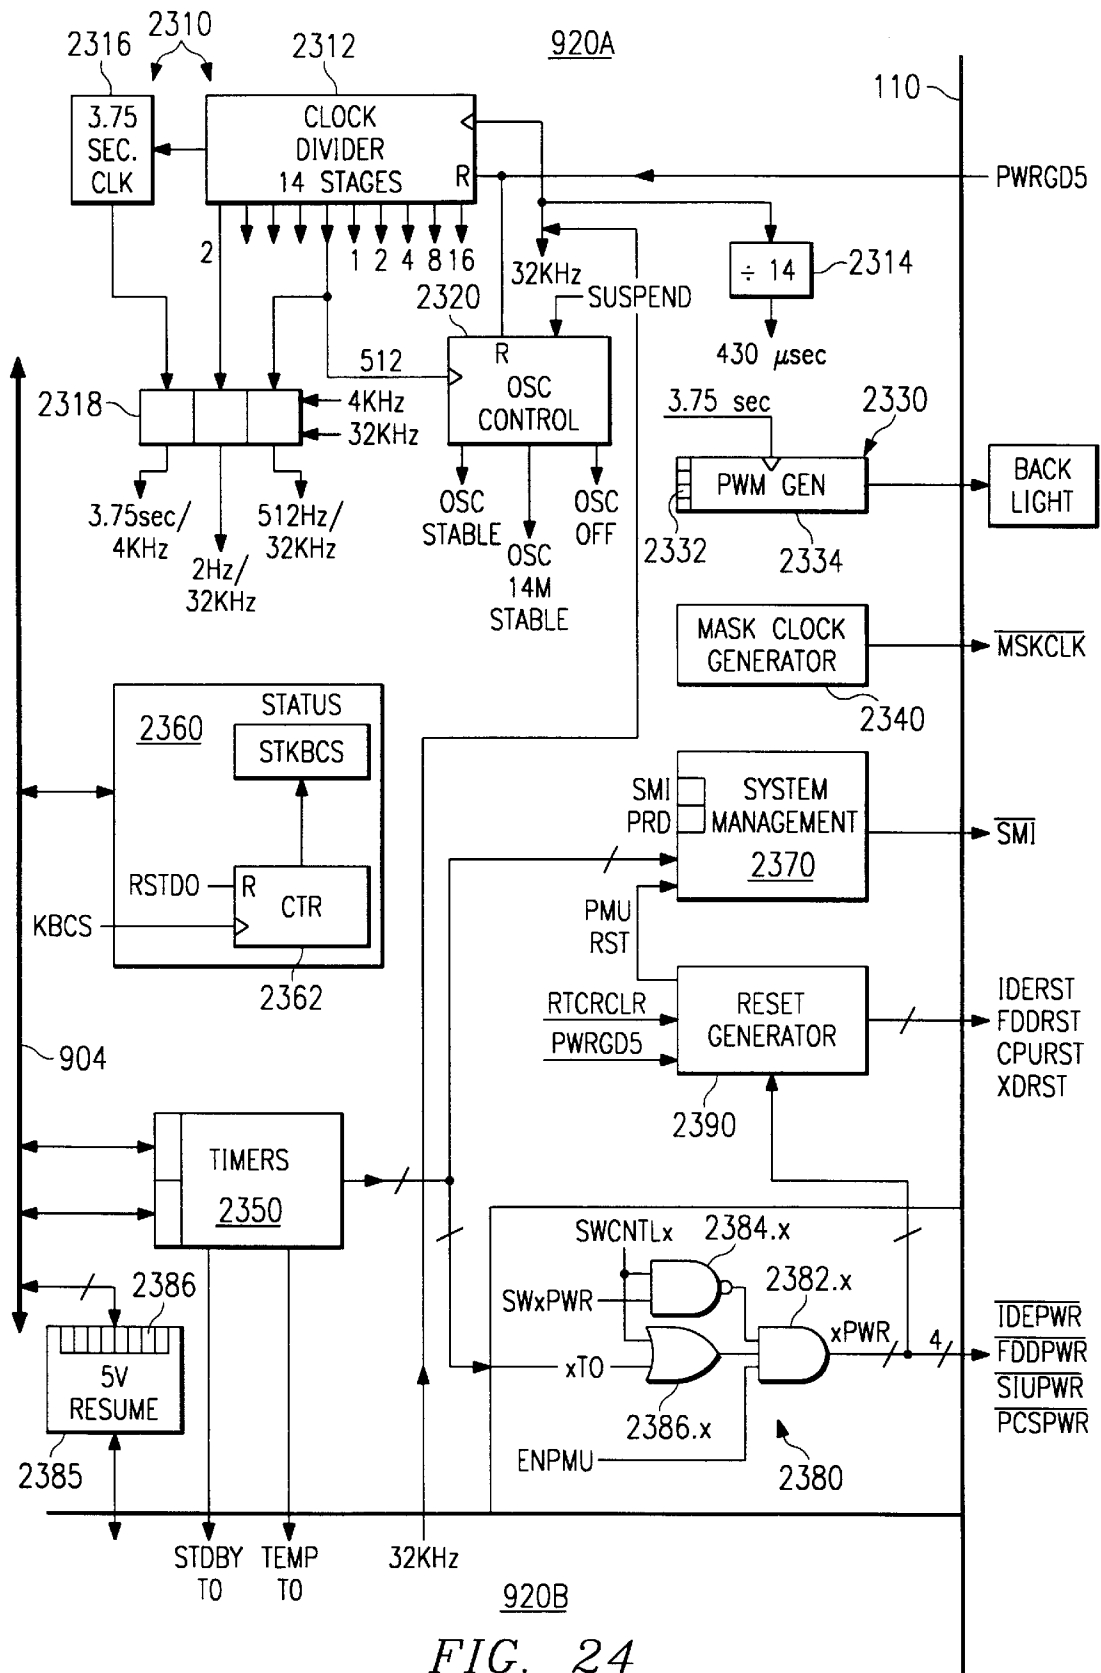 920A
2316
2310
2312
110
3.75
SEC.
CLK
CLOCK
DIVIDER
14 STAGES
R
PWRGD5
2
1 2 4 8 16
32KHz
÷ 14
2314
2320
SUSPEND
430 μsec
512
R
OSC
CONTROL
2318
4KHz
32KHz
3.75 sec
2330
PWM GEN
BACK
LIGHT
2332
2334
3.75sec/
4KHz
2Hz/
32KHz
512Hz/
32KHz
OSC
STABLE
OSC
14M
STABLE
OSC
OFF
MASK CLOCK
GENERATOR
MSKCLK
2340
2360
STATUS
STKBCS
RSTDO
R
CTR
KBCS
2362
SMI
PRD
SYSTEM
MANAGEMENT
2370
SMI
PMU
RST
RTCRCLR
PWRGD5
RESET
GENERATOR
2390
IDERST
FDDRST
CPURST
XDRST
904
TIMERS
2350
2386
5V
RESUME
2385
SWCNTLx
2384.x
SWxPWR
2382.x
xPWR
4
xTO
2386.x
ENPMU
2380
IDEPWR
FDDPWR
SIUPWR
PCSPWR
STDBY
TO
TEMP
TO
32KHz
920B
FIG. 24